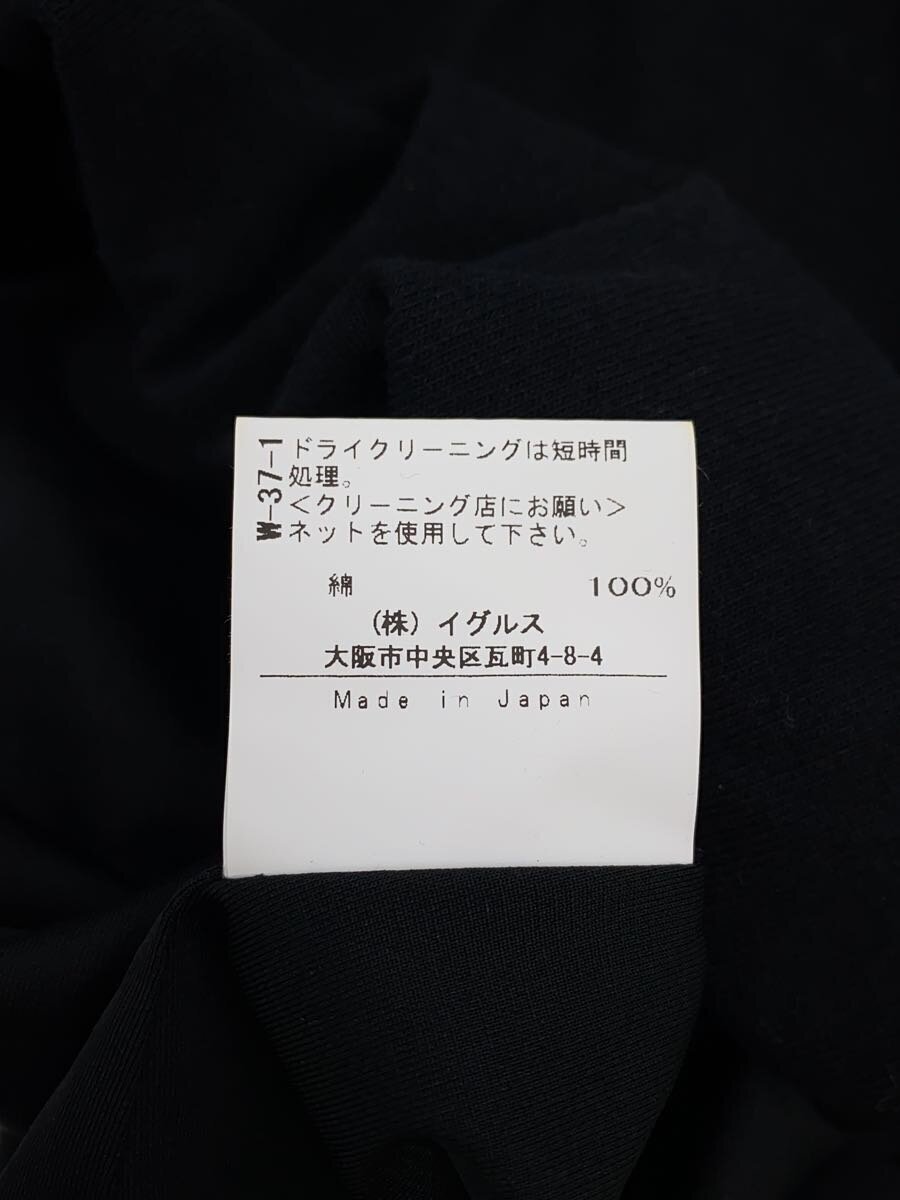 W-37-1
ドライクリーニングは短時間
処理。
<クリーニング店にお願い>
ネットを使用して下さい。
綿 100%
(株)イグルス
大阪市中央区瓦町4-8-4
Made in Japan